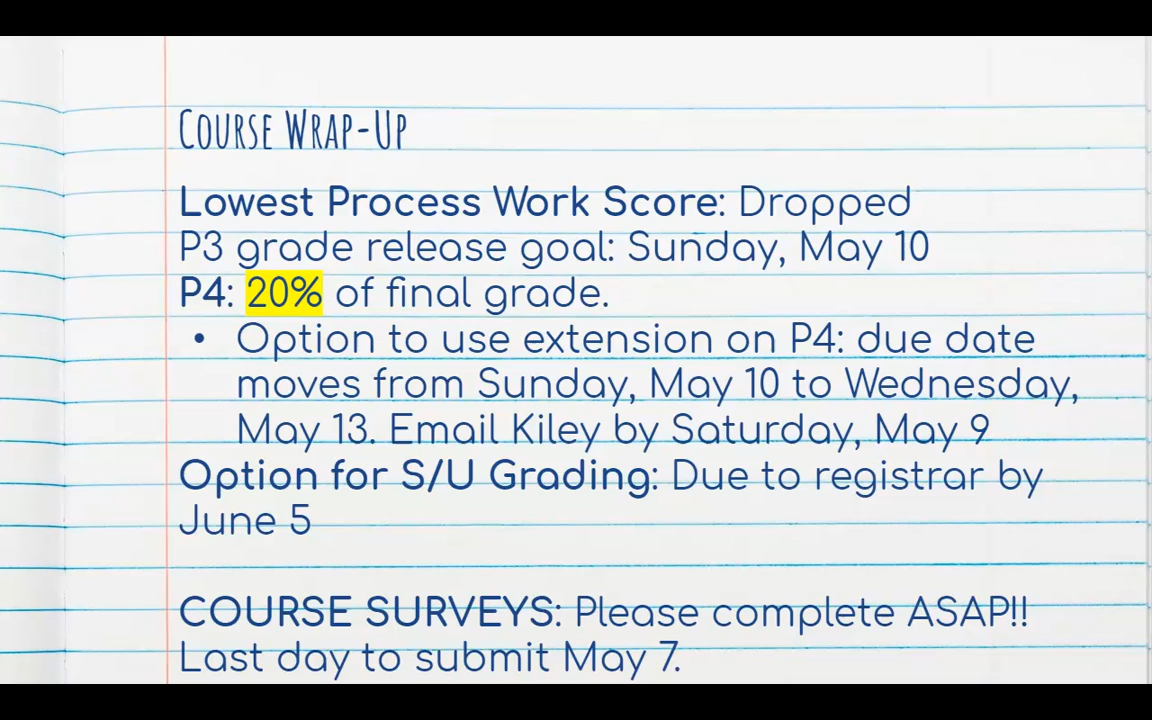 Course Wrap-Up
Lowest Process Work Score: Dropped
P3 grade release goal: Sunday, May 10
P4: 20% of final grade.
• Option to use extension on P4: due date
moves from Sunday, May 10 to Wednesday,
May 13. Email Kiley by Saturday, May 9
Option for S/U Grading: Due to registrar by
June 5
COURSE SURVEYS: Please complete ASAP!!
Last day to submit May 7.